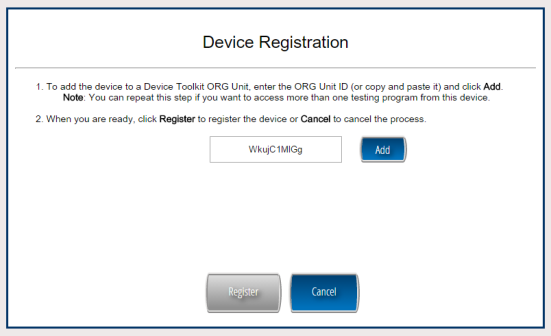 Device Registration
1. To add the device to a Device Toolkit ORG Unit, enter the ORG Unit ID (or copy and paste it) and click Add.
Note: You can repeat this step if you want to access more than one testing program from this device.
2. When you are ready, click Register to register the device or Cancel to cancel the process.
WkujC1MlGg Add
Register Cancel